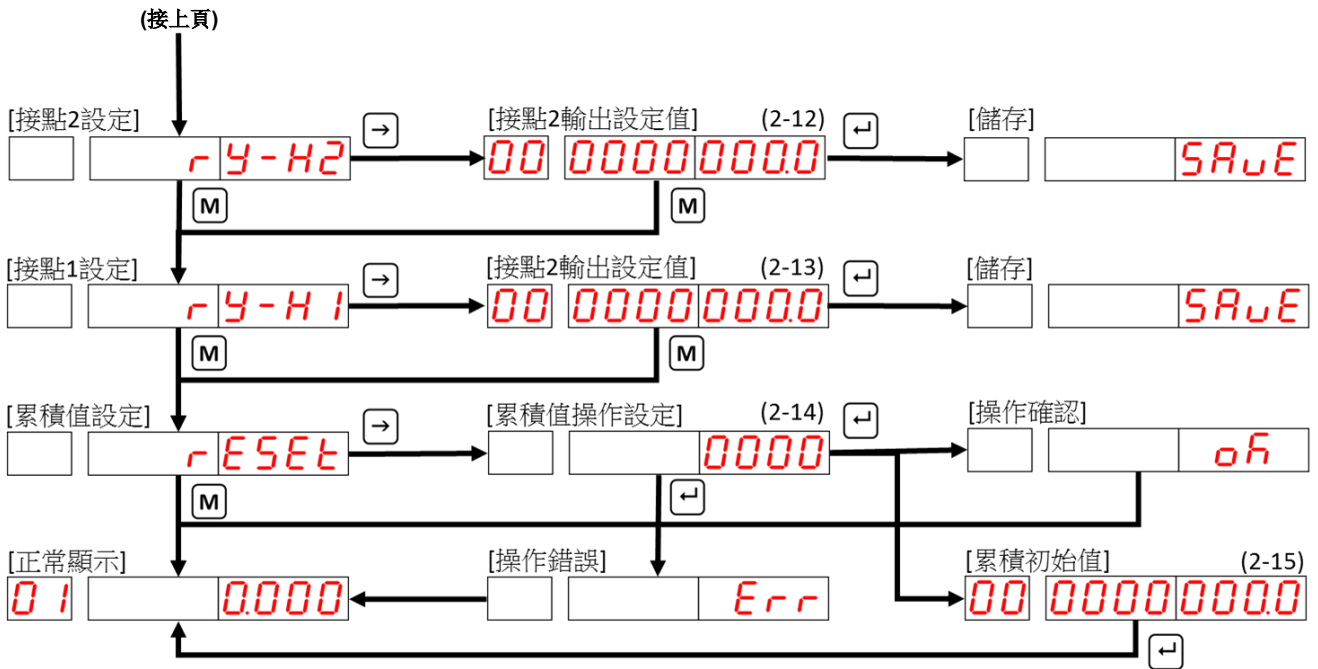 (接上頁)
[接點2設定] → [接點2輸出設定值] (2-12) ↵ [儲存]
ry-H2 00 0000000.0 SAvE
M M
[接點1設定] → [接點2輸出設定值] (2-13) ↵ [儲存]
ry-H1 00 0000000.0 SAvE
M M
[累積值設定] → [累積值操作設定] (2-14) ↵ [操作確認]
rESEt 0000 oK
M ↵
[正常顯示] [操作錯誤] [累積初始值] (2-15)
01 0.000 Err 00 0000000.0
↵